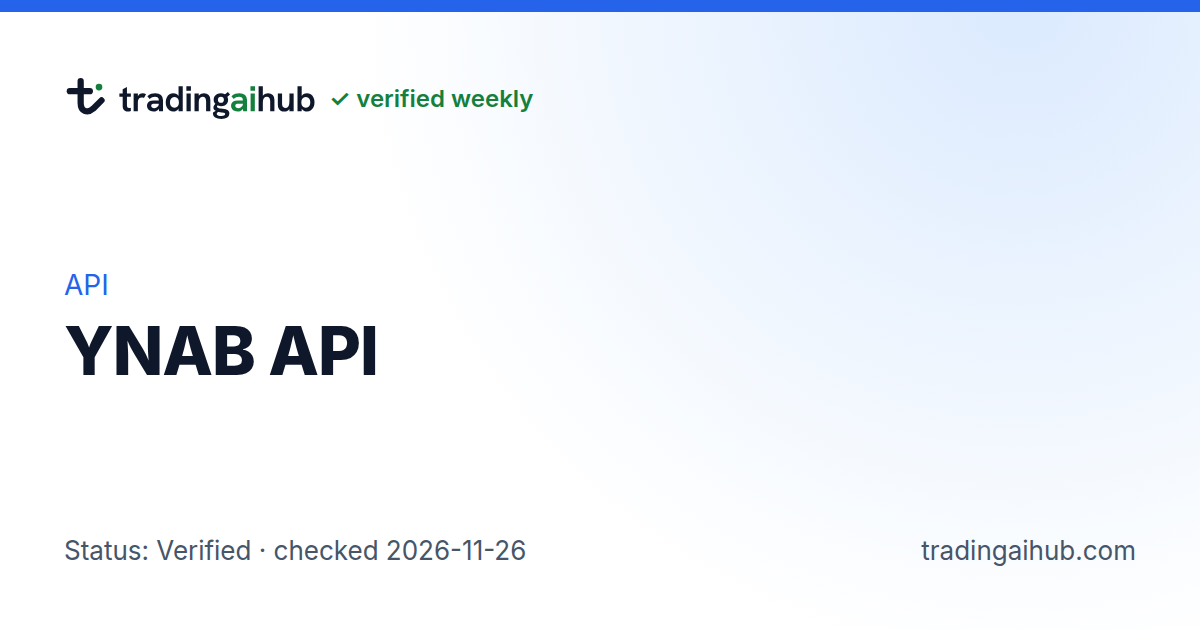 tradingaihub ✓ verified weekly
API
YNAB API
Status: Verified · checked 2026-11-26
tradingaihub.com